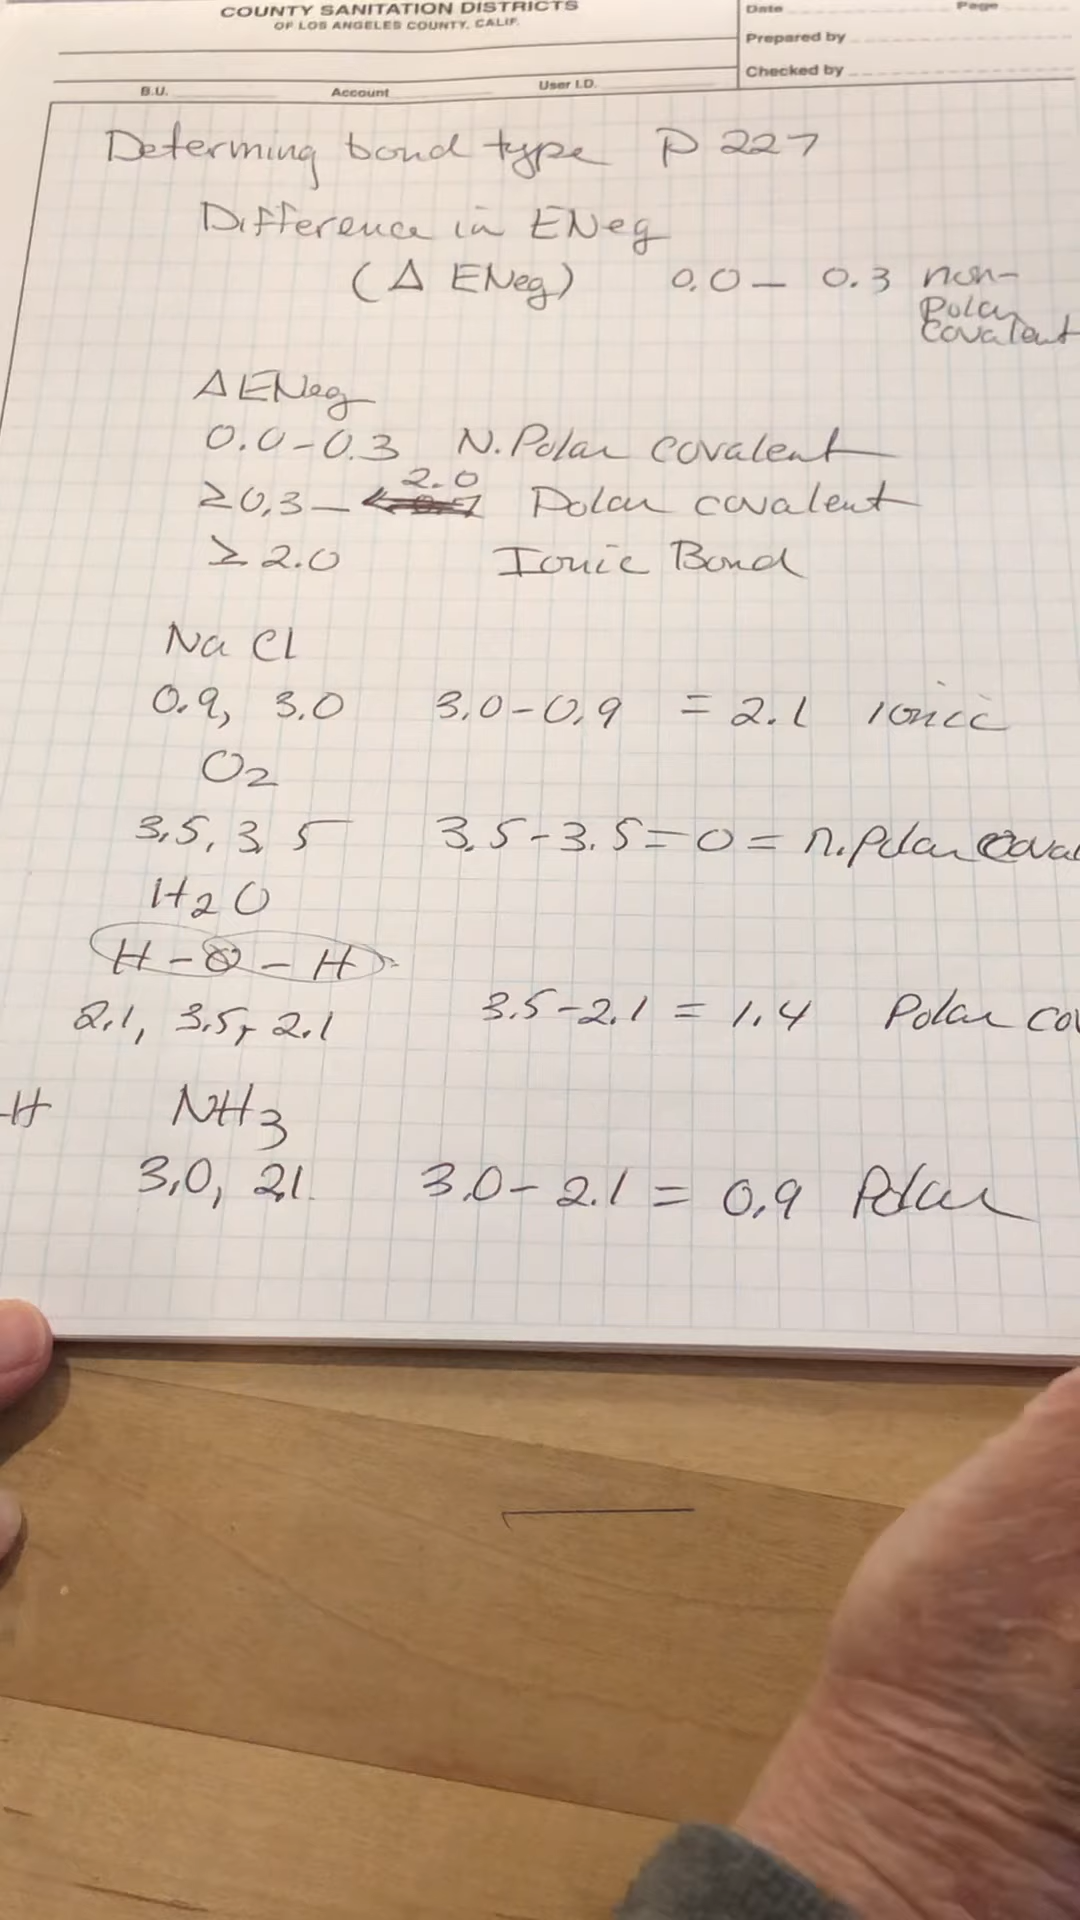 COUNTY SANITATION DISTRICTS
OF LOS ANGELES COUNTY, CALIF.
Date Page
Prepared by
Checked by
B.U. Account User I.D.
Determing bond type P 227
Difference in ENeg
(Δ ENeg) 0.0 – 0.3 non-
Polar
Covalent
Δ ENeg
0.0-0.3 N.Polar covalent
2.0
≥0.3 – Polar covalent
≥ 2.0 Ionic Bond
Na Cl
0.9, 3.0 3.0-0.9 = 2.1 ionic
O2
3.5, 3.5 3.5-3.5=0= n.Polar Coval
H2O
H-O-H
2.1, 3.5, 2.1 3.5-2.1 = 1.4 Polar co
-H NH3
3.0, 2.1 3.0-2.1 = 0.9 Polar